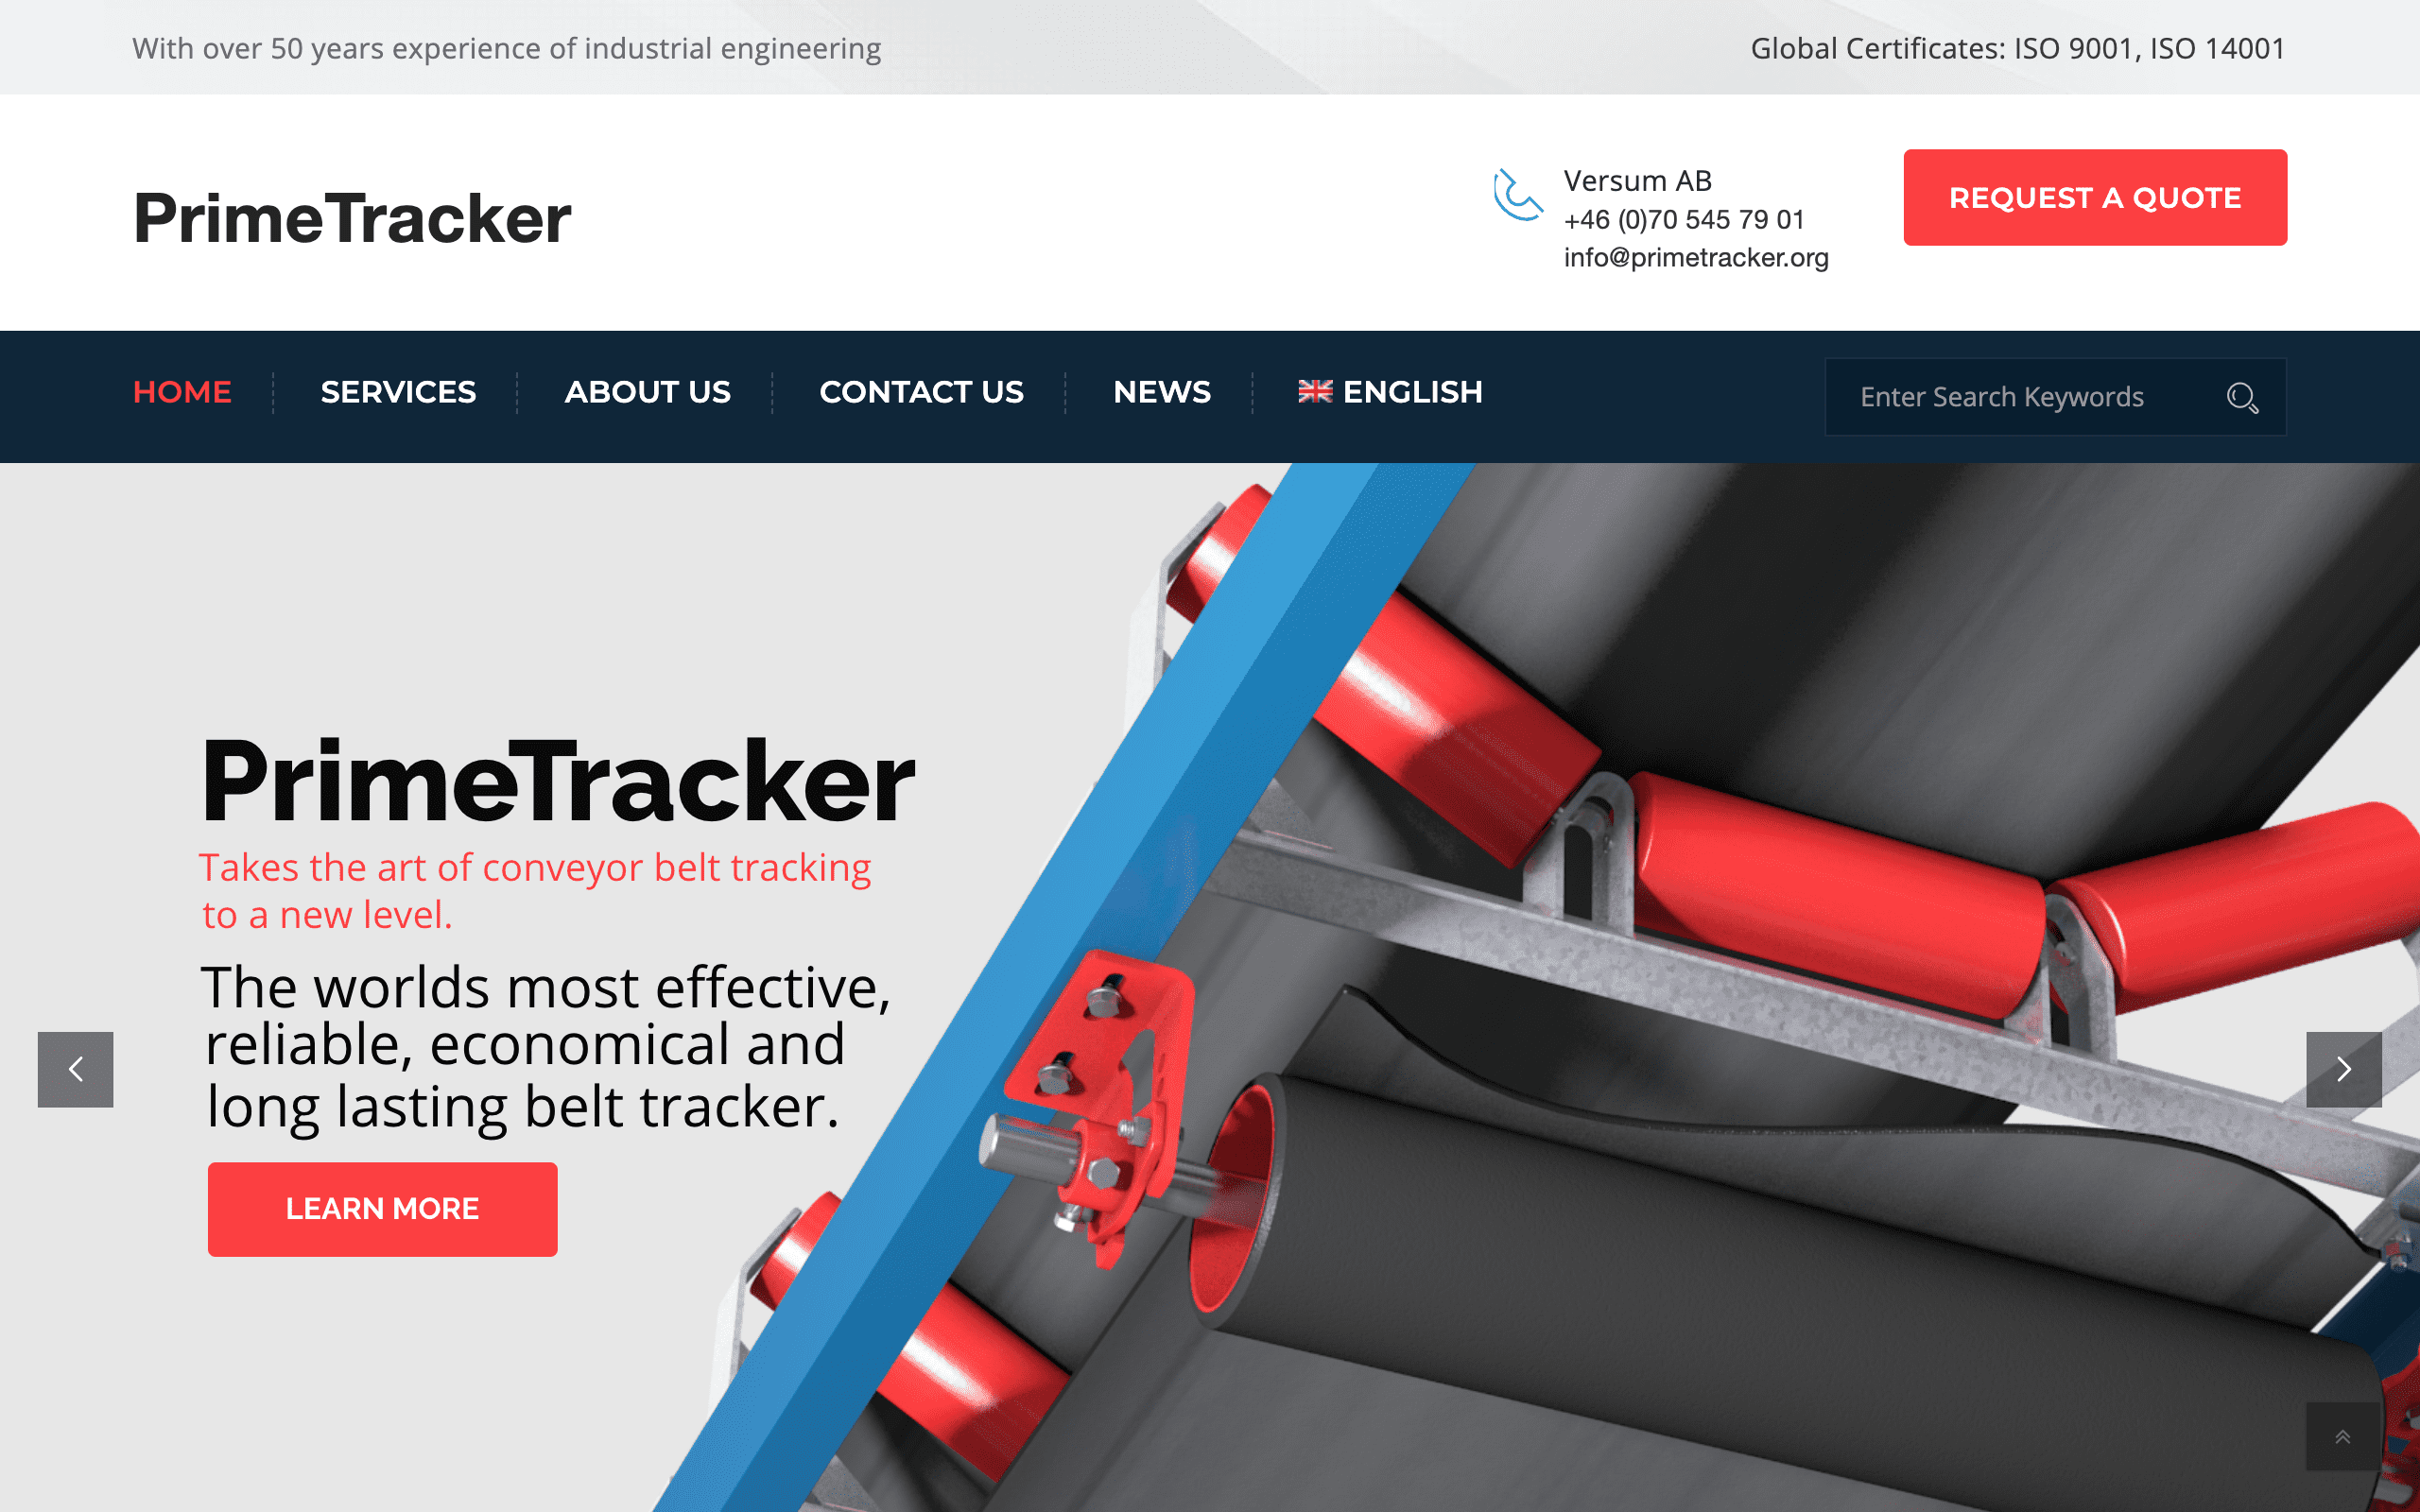 With over 50 years experience of industrial engineering
Global Certificates: ISO 9001, ISO 14001
PrimeTracker
Versum AB
+46 (0)70 545 79 01
info@primetracker.org
REQUEST A QUOTE
HOME
SERVICES
ABOUT US
CONTACT US
NEWS
ENGLISH
Enter Search Keywords
PrimeTracker
Takes the art of conveyor belt tracking
to a new level.
The worlds most effective,
reliable, economical and
long lasting belt tracker.
LEARN MORE